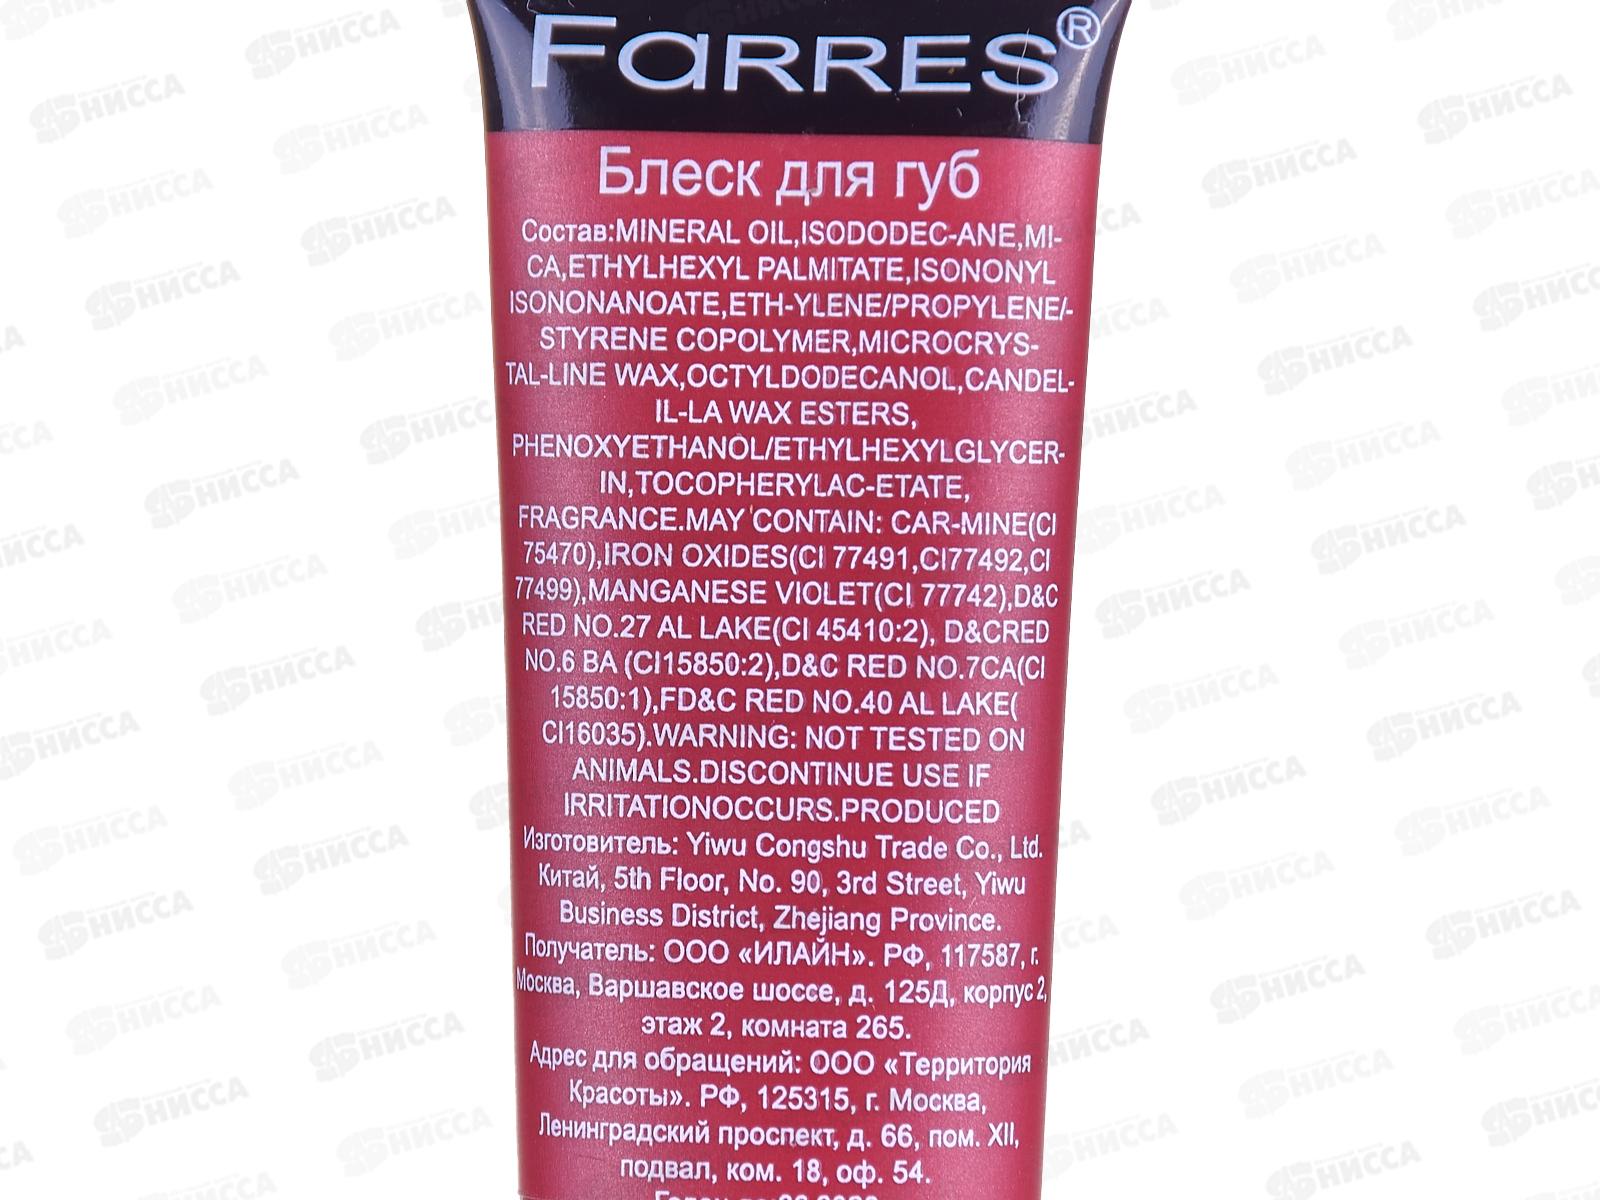 FARRES®
Блеск для губ
Состав:MINERAL OIL,ISODODEC-ANE,MI-
CA,ETHYLHEXYL PALMITATE,ISONONYL
ISONONANOATE,ETH-YLENE/PROPYLENE/-
STYRENE COPOLYMER,MICROCRYS-
TAL-LINE WAX,OCTYLDODECANOL,CANDEL-
IL-LA WAX ESTERS,
PHENOXYETHANOL/ETHYLHEXYLGLYCER-
IN,TOCOPHERYLAC-ETATE,
FRAGRANCE.MAY CONTAIN: CAR-MINE(CI
75470),IRON OXIDES(CI 77491,CI77492,CI
77499),MANGANESE VIOLET(CI 77742),D&C
RED NO.27 AL LAKE(CI 45410:2), D&CRED
NO.6 BA (CI15850:2),D&C RED NO.7CA(CI
15850:1),FD&C RED NO.40 AL LAKE(
CI16035).WARNING: NOT TESTED ON
ANIMALS.DISCONTINUE USE IF
IRRITATIONOCCURS.PRODUCED
Изготовитель: Yiwu Congshu Trade Co., Ltd.
Китай, 5th Floor, No. 90, 3rd Street, Yiwu
Business District, Zhejiang Province.
Получатель: ООО «ИЛАЙН». РФ, 117587, г.
Москва, Варшавское шоссе, д. 125Д, корпус 2,
этаж 2, комната 265.
Адрес для обращений: ООО «Территория
Красоты». РФ, 125315, г. Москва,
Ленинградский проспект, д. 66, пом. XII,
подвал, ком. 18, оф. 54.